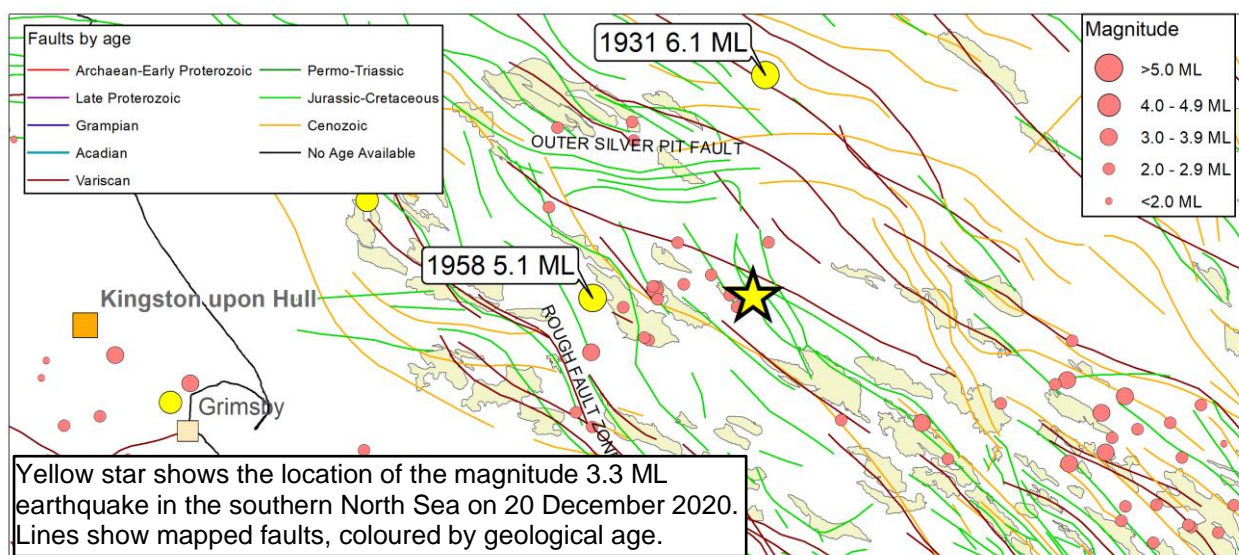 Faults by age
Archaean-Early Proterozoic
Late Proterozoic
Grampian
Acadian
Variscan
Permo-Triassic
Jurassic-Cretaceous
Cenozoic
No Age Available
1931 6.1 ML
Magnitude
>5.0 ML
4.0 - 4.9 ML
3.0 - 3.9 ML
2.0 - 2.9 ML
<2.0 ML
OUTER SILVER PIT FAULT
1958 5.1 ML
Kingston upon Hull
ROUGH FAULT ZONE
Grimsby
Yellow star shows the location of the magnitude 3.3 ML
earthquake in the southern North Sea on 20 December 2020.
Lines show mapped faults, coloured by geological age.